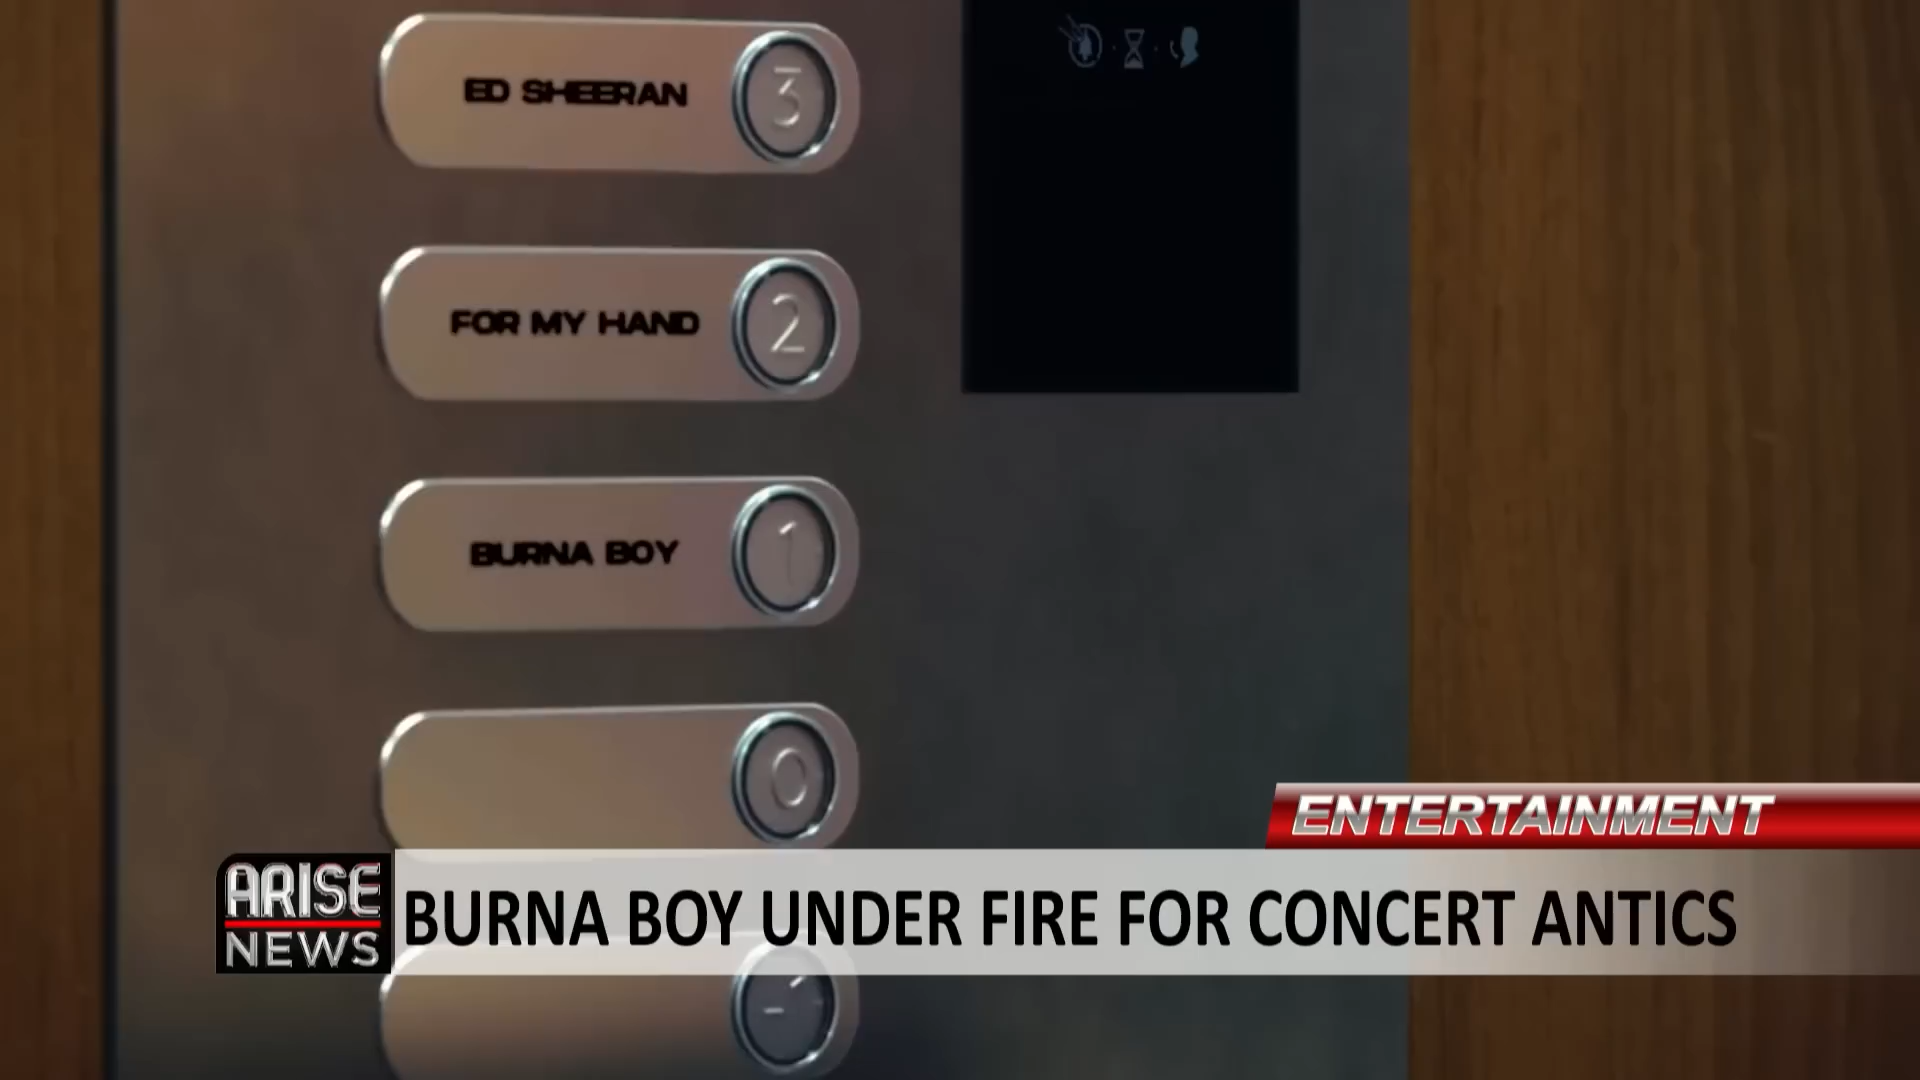 ED SHEERAN 3
FOR MY HAND 2
BURNA BOY 1
0
ENTERTAINMENT
ARISE
NEWS
BURNA BOY UNDER FIRE FOR CONCERT ANTICS
-1